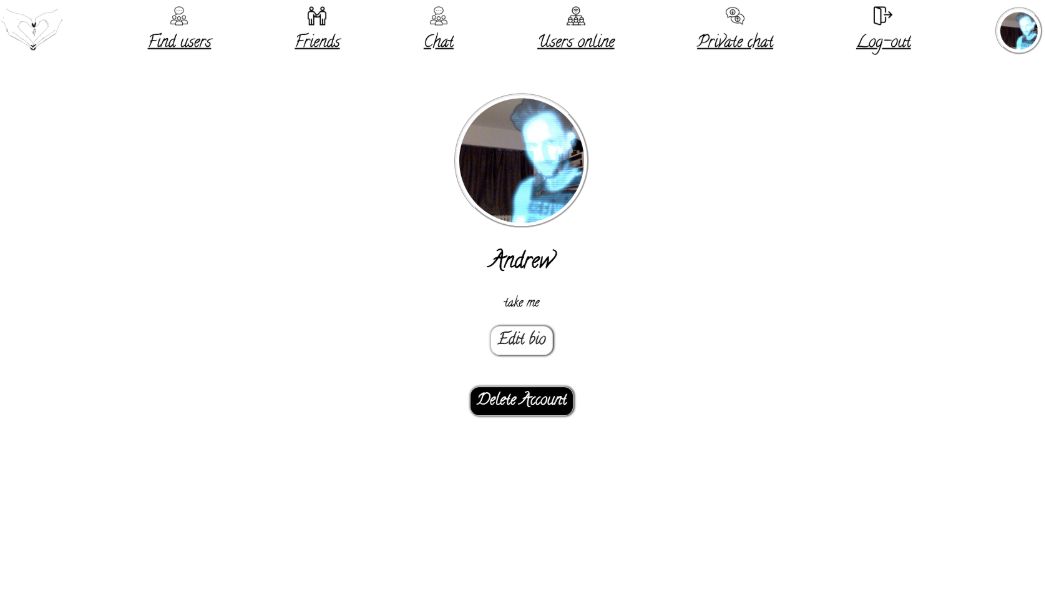 Find users
Friends
Chat
Users online
Private chat
Log-out
Andrew
take me
Edit bio
Delete Account